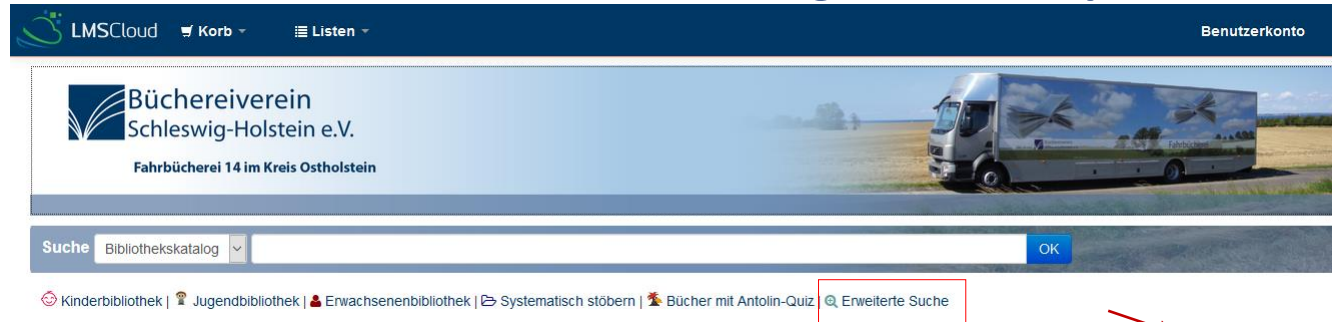 LMSCloud Korb Listen Benutzerkonto
Büchereiverein
Schleswig-Holstein e.V.
Fahrbücherei 14 im Kreis Ostholstein
Suche Bibliothekskatalog OK
Kinderbibliothek | Jugendbibliothek | Erwachsenenbibliothek | Systematisch stöbern | Bücher mit Antolin-Quiz | Erweiterte Suche